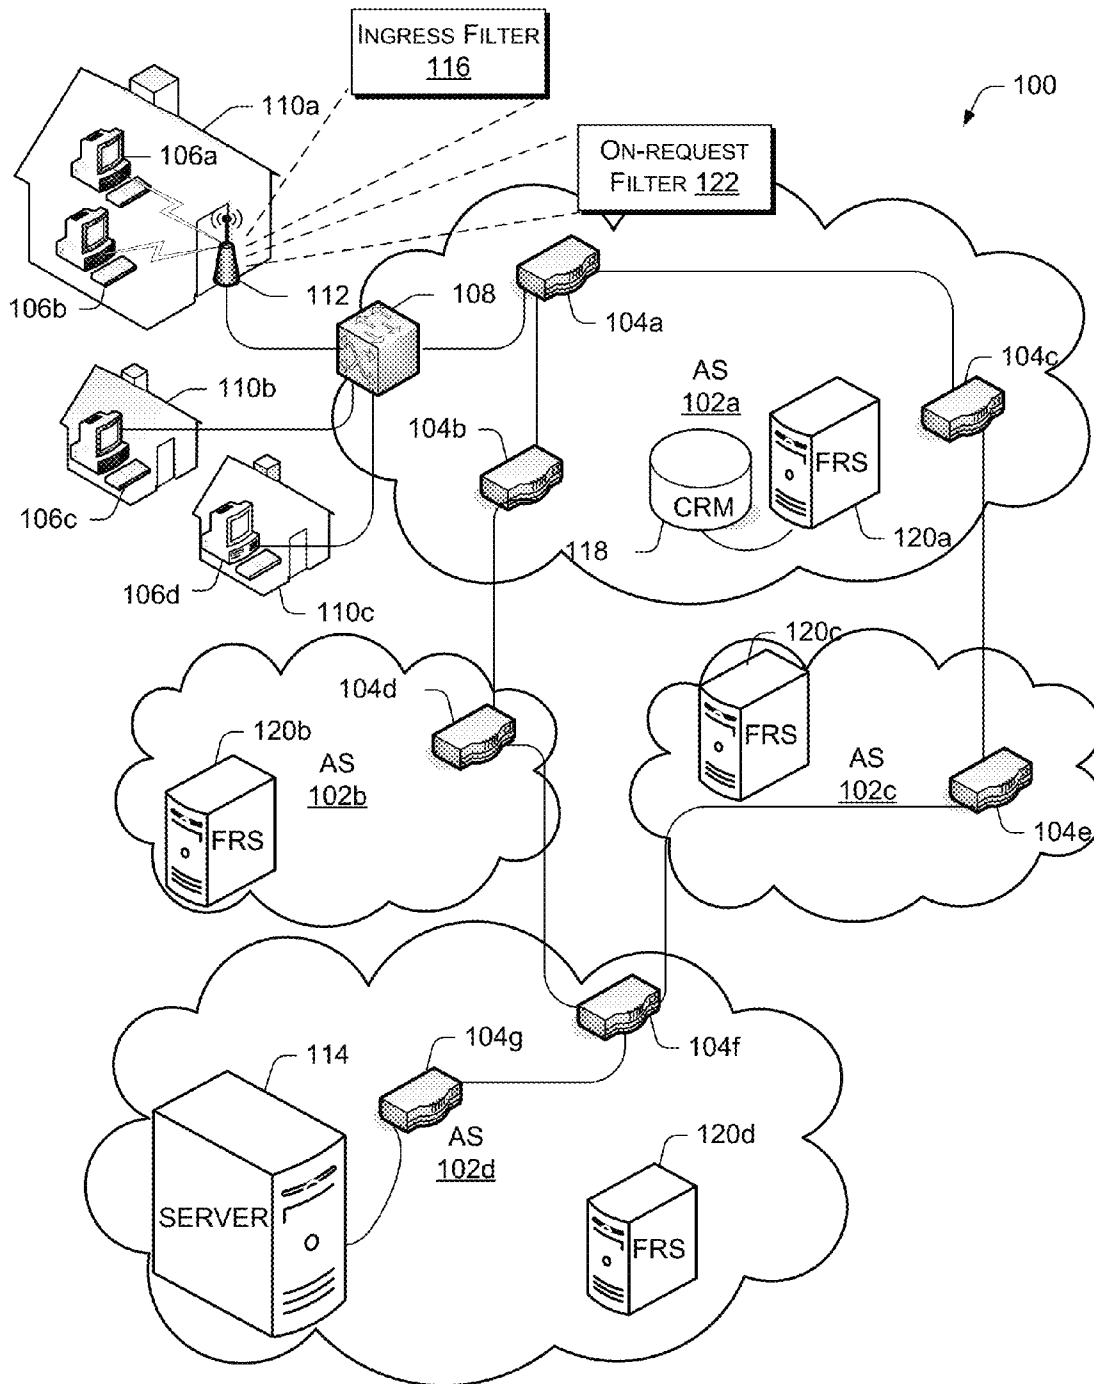 INGRESS FILTER
116
100
110a
106a
ON-REQUEST
FILTER 122
106b
112
108
104a
104c
110b
AS
102a
104b
FRS
CRM
106c
118
120a
106d
110c
120c
104d
120b
FRS
AS
102b
AS
102c
FRS
104e
104g
104f
114
AS
102d
120d
SERVER
FRS